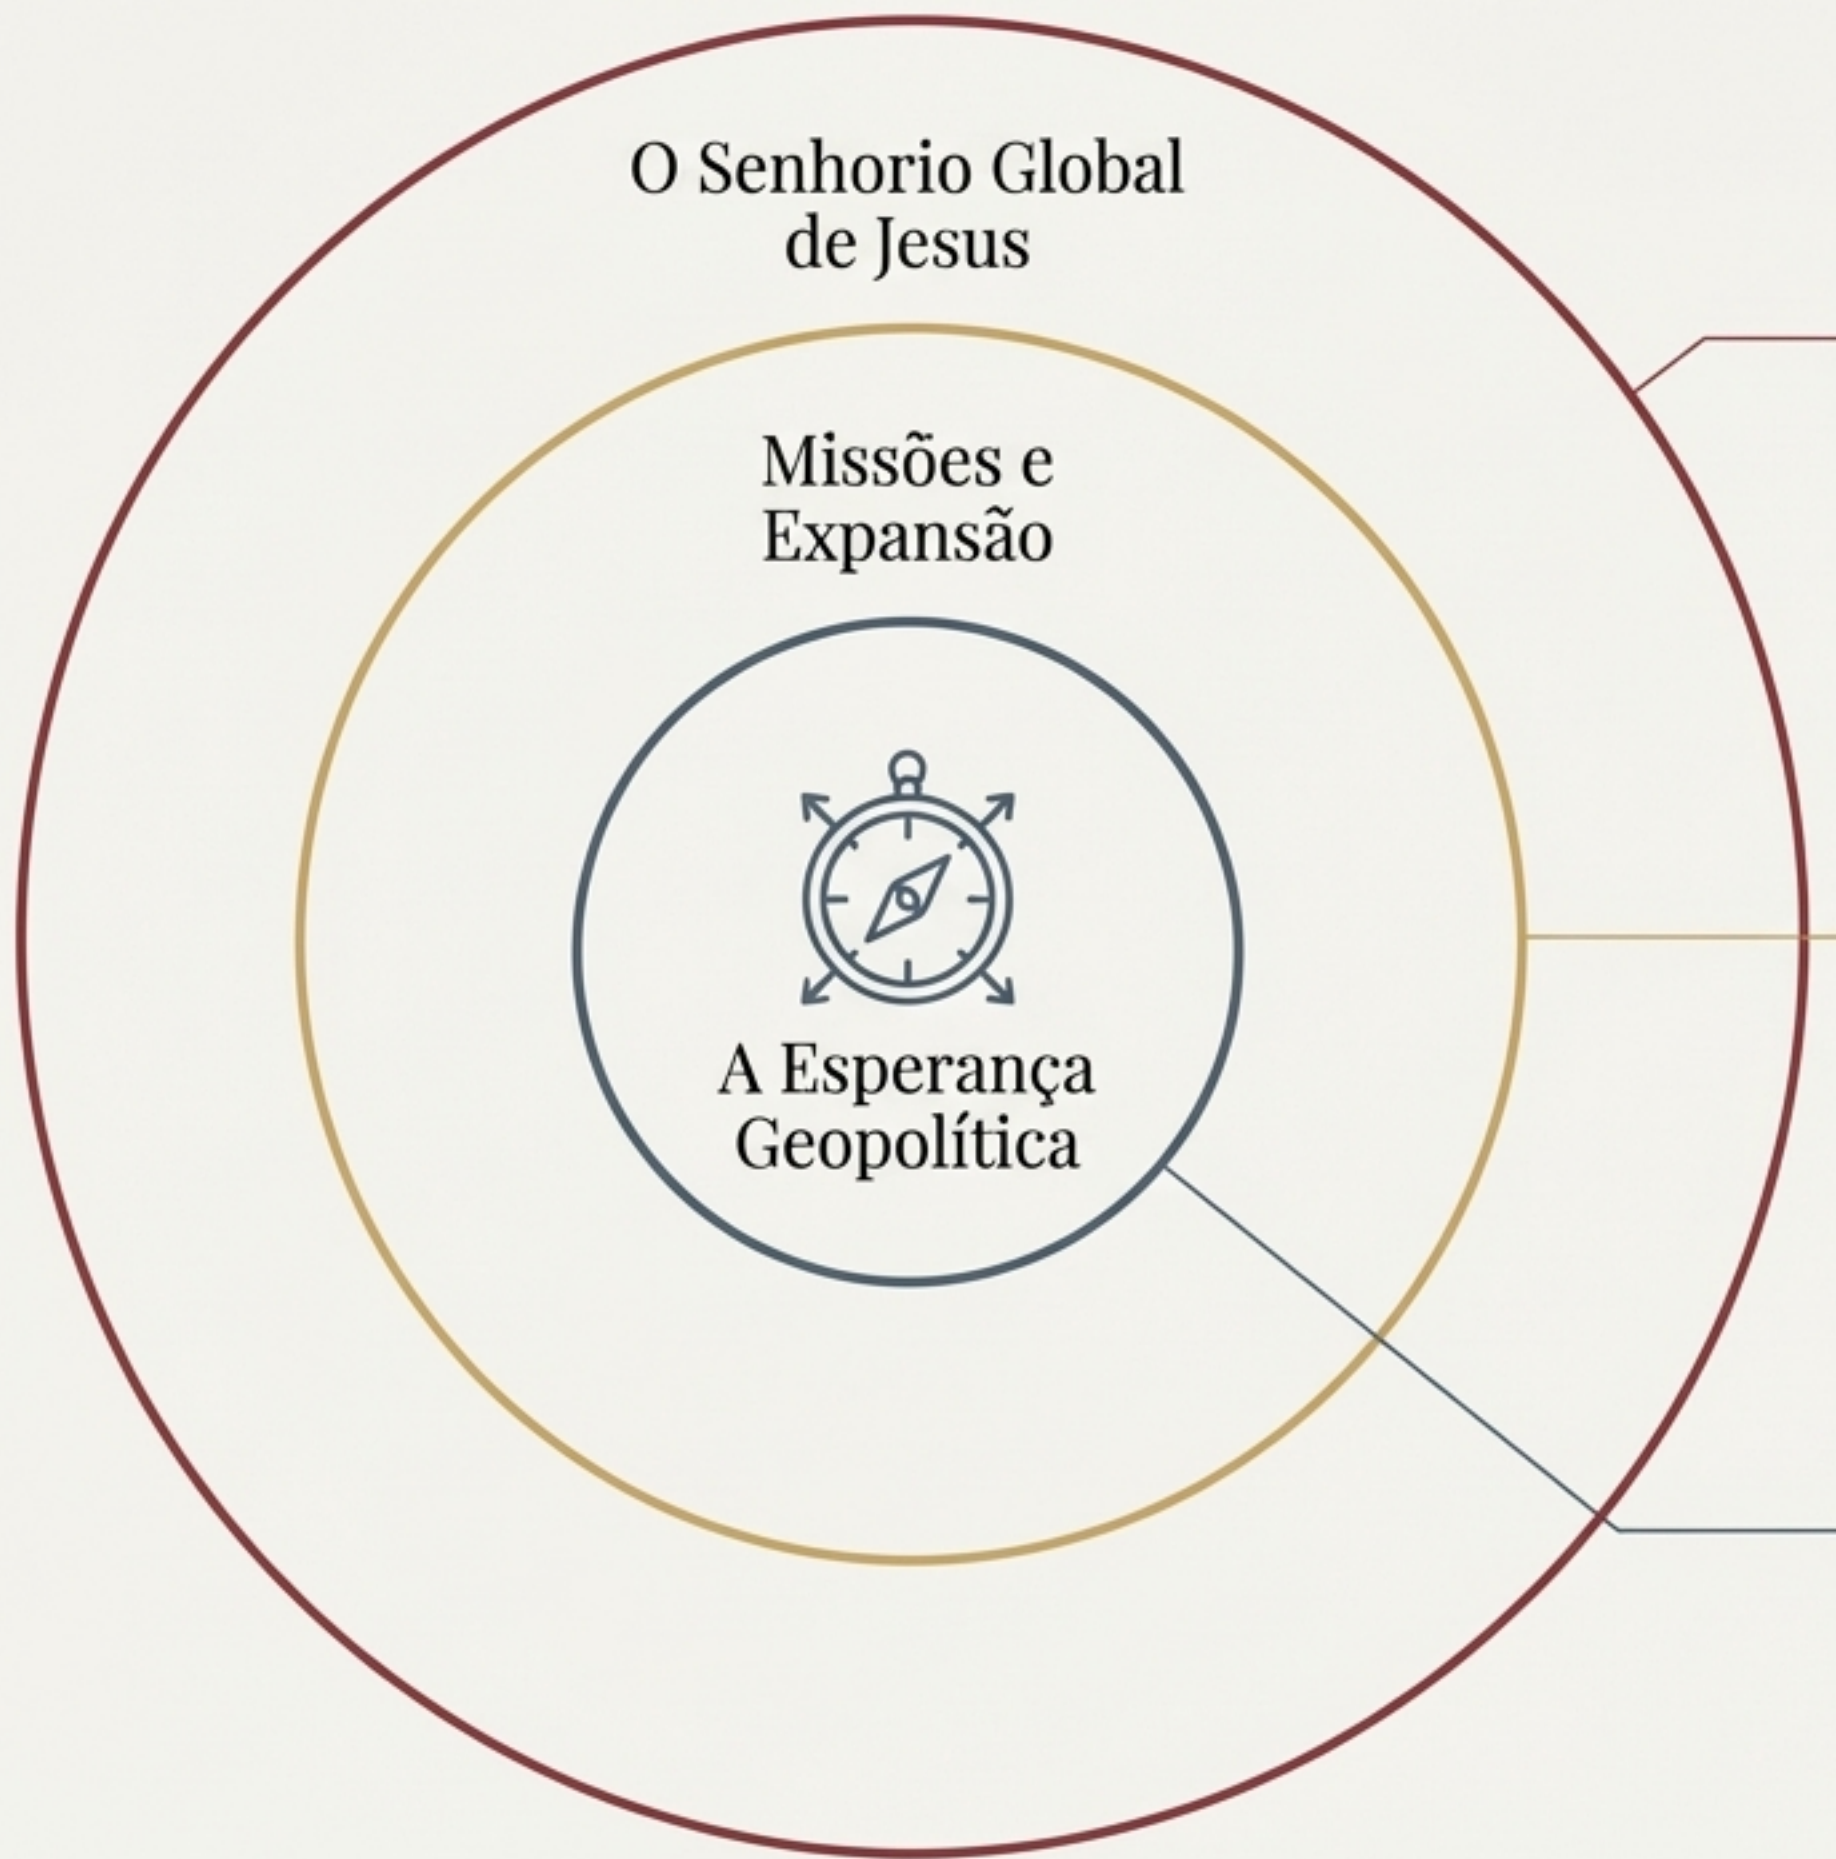 O Senhorio Global
de Jesus
Missões e
Expansão
A Esperança
Geopolítica